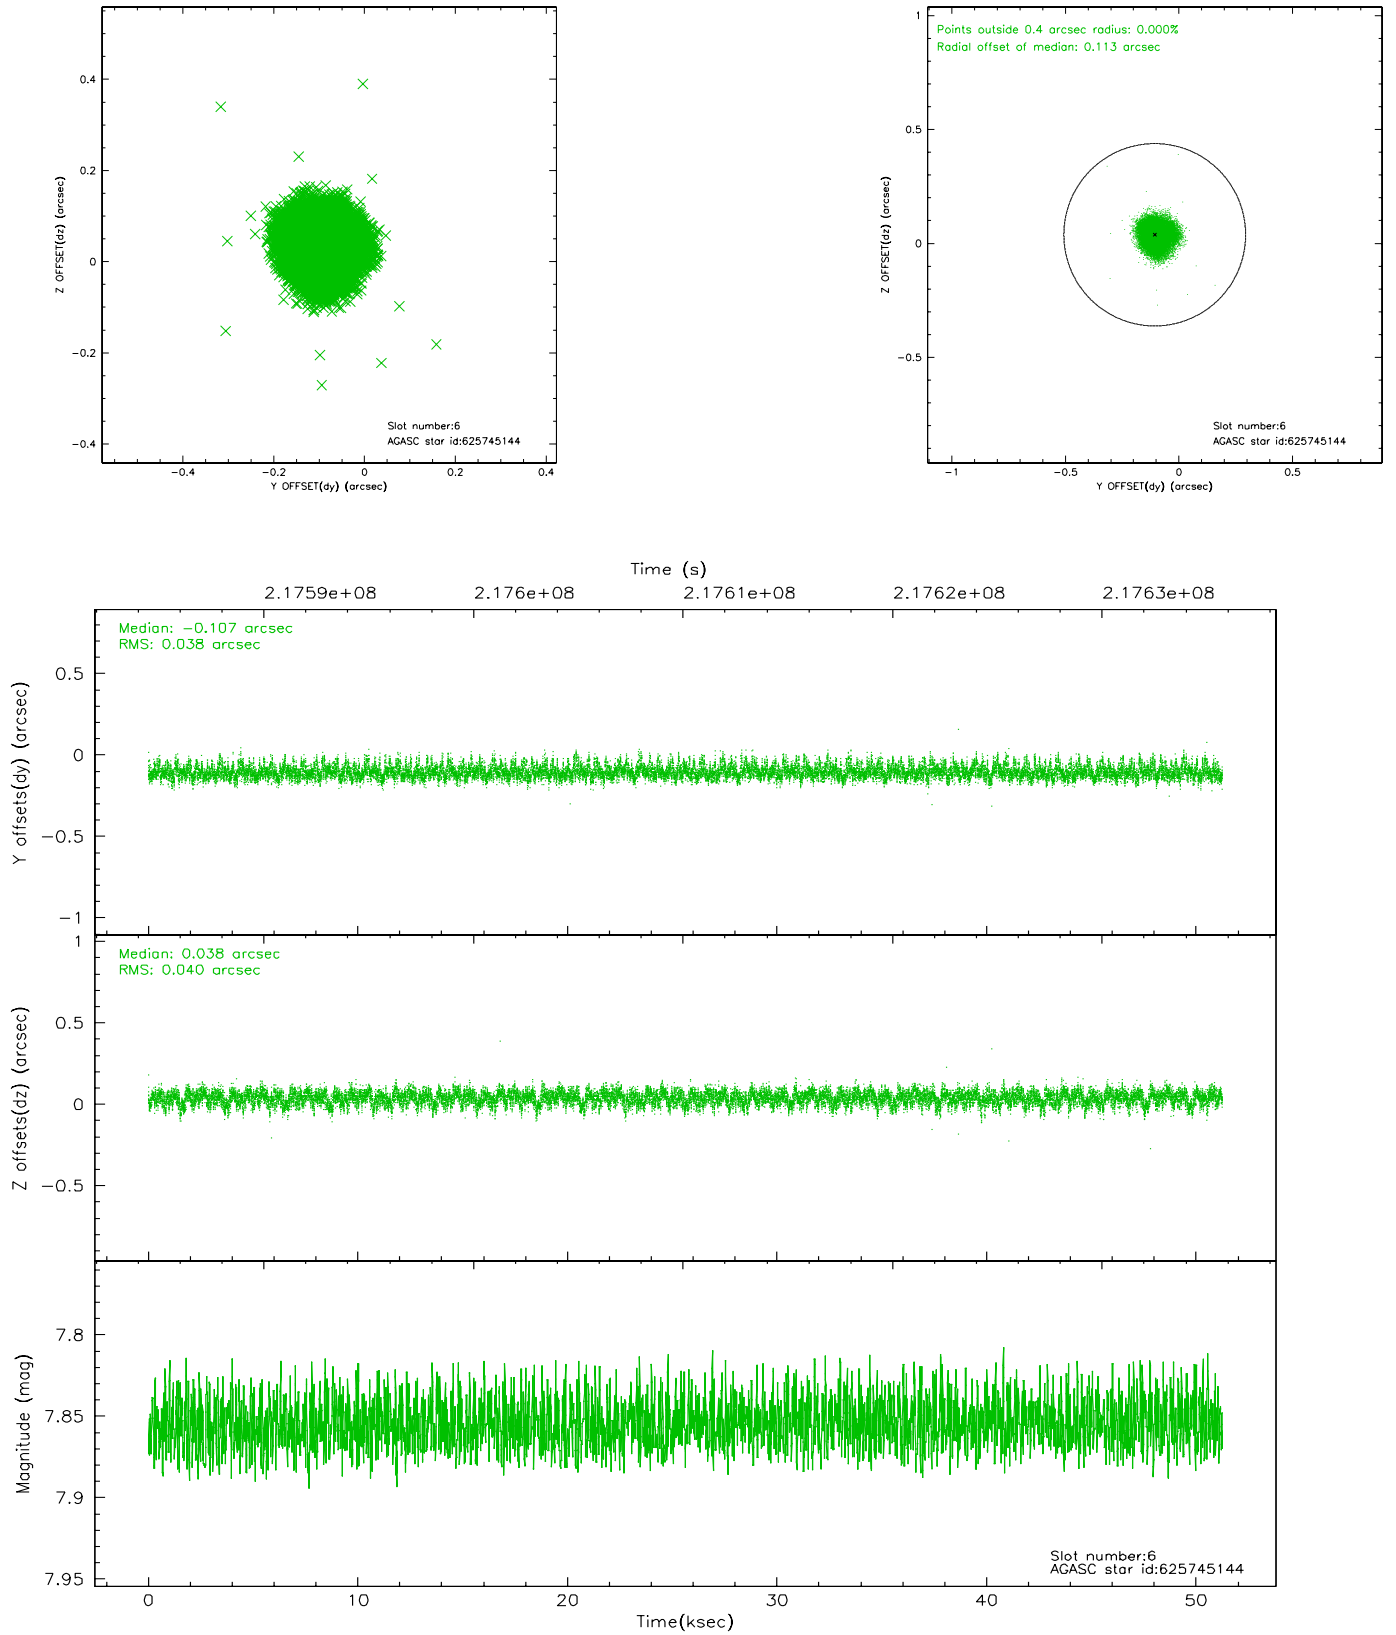 0.4
0.2
0
−0.2
−0.4
Z OFFSET(dz) (arcsec)
−0.4
−0.2
0
0.2
0.4
Y OFFSET(dy) (arcsec)
Slot number:6
AGASC star id:625745144
Points outside 0.4 arcsec radius: 0.000%
Radial offset of median: 0.113 arcsec
1
0.5
0
−0.5
Z OFFSET(dz) (arcsec)
−1
−0.5
0
0.5
Y OFFSET(dy) (arcsec)
Slot number:6
AGASC star id:625745144
Time (s)
2.1759e+08
2.176e+08
2.1761e+08
2.1762e+08
2.1763e+08
Median: −0.107 arcsec
RMS: 0.038 arcsec
0.5
0
−0.5
−1
Y offsets(dy) (arcsec)
Median: 0.038 arcsec
RMS: 0.040 arcsec
1
0.5
0
−0.5
Z offsets(dz) (arcsec)
7.8
7.85
7.9
7.95
Magnitude (mag)
Slot number:6
AGASC star id:625745144
0
10
20
30
40
50
Time(ksec)